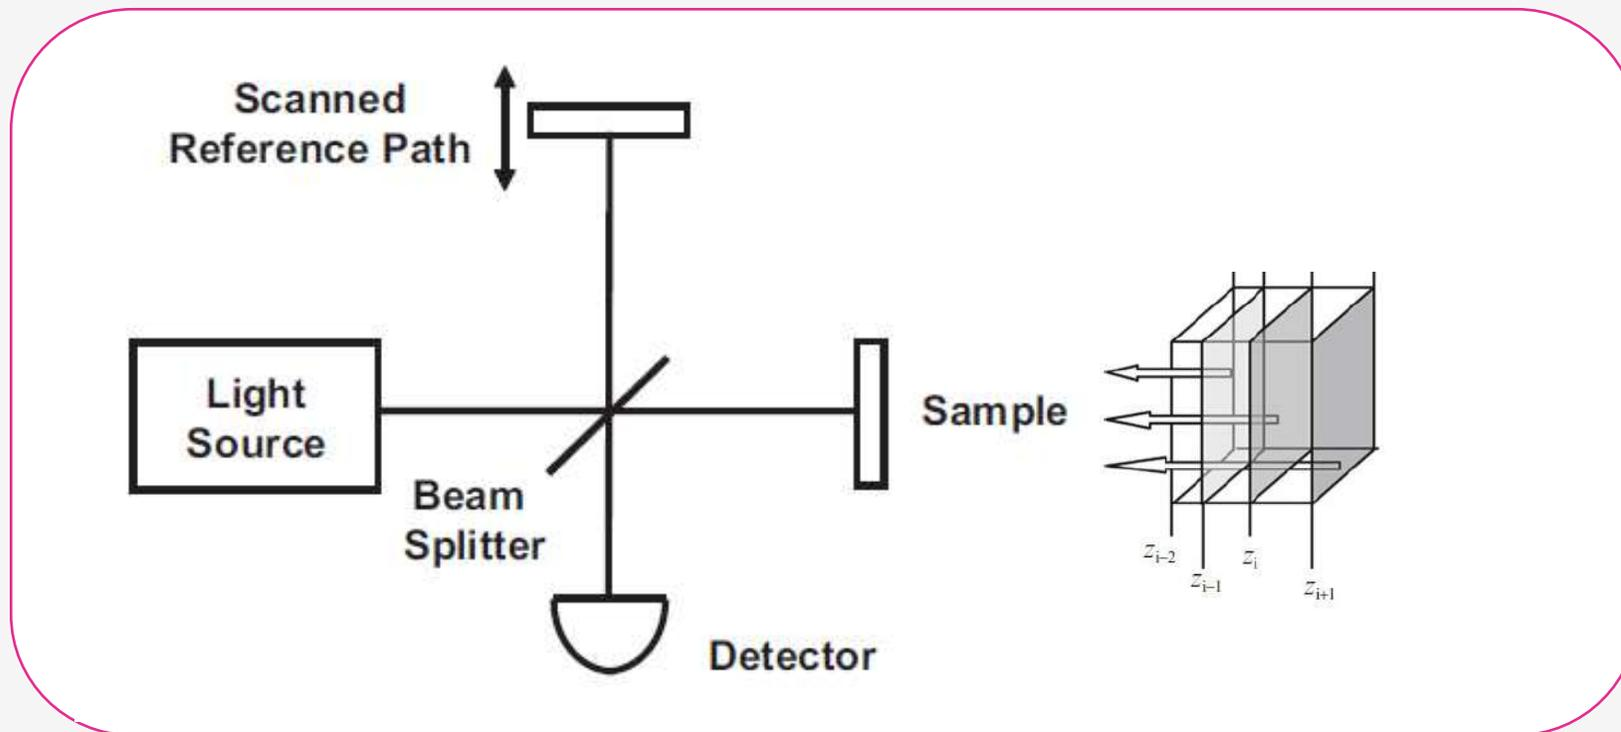 Scanned
Reference Path
Light
Source
Sample
Beam
Splitter
Detector
z_{i-2}
z_{i-1}
z_i
z_{i+1}